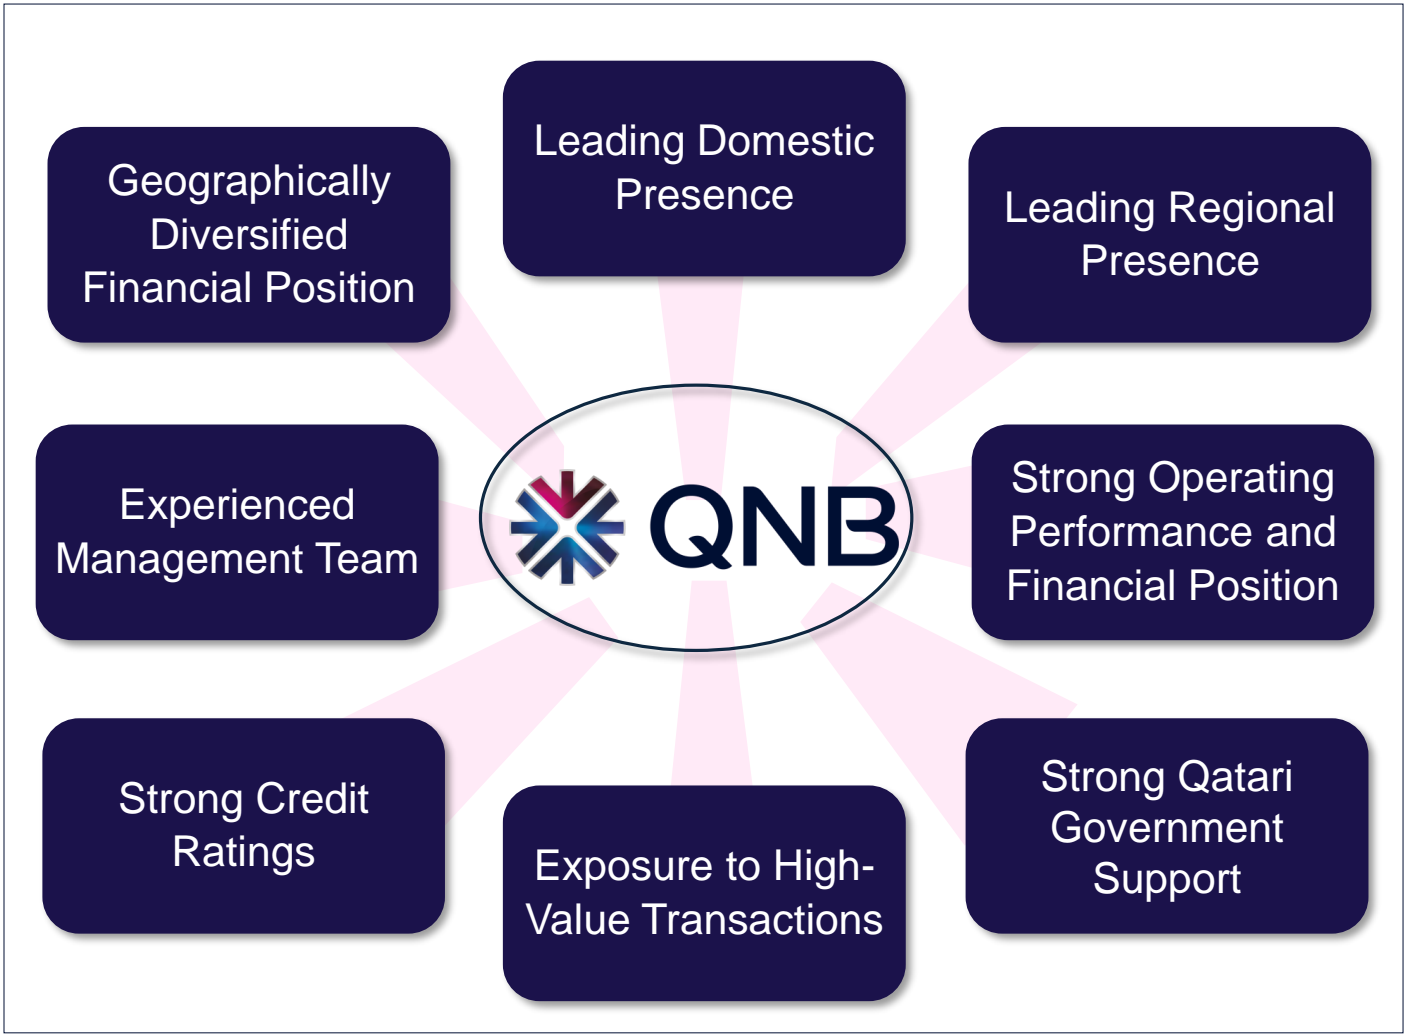 Leading Domestic
Presence
Geographically
Diversified
Financial Position
Leading Regional
Presence
Experienced
Management Team
QNB
Strong Operating
Performance and
Financial Position
Strong Credit
Ratings
Exposure to High-
Value Transactions
Strong Qatari
Government
Support